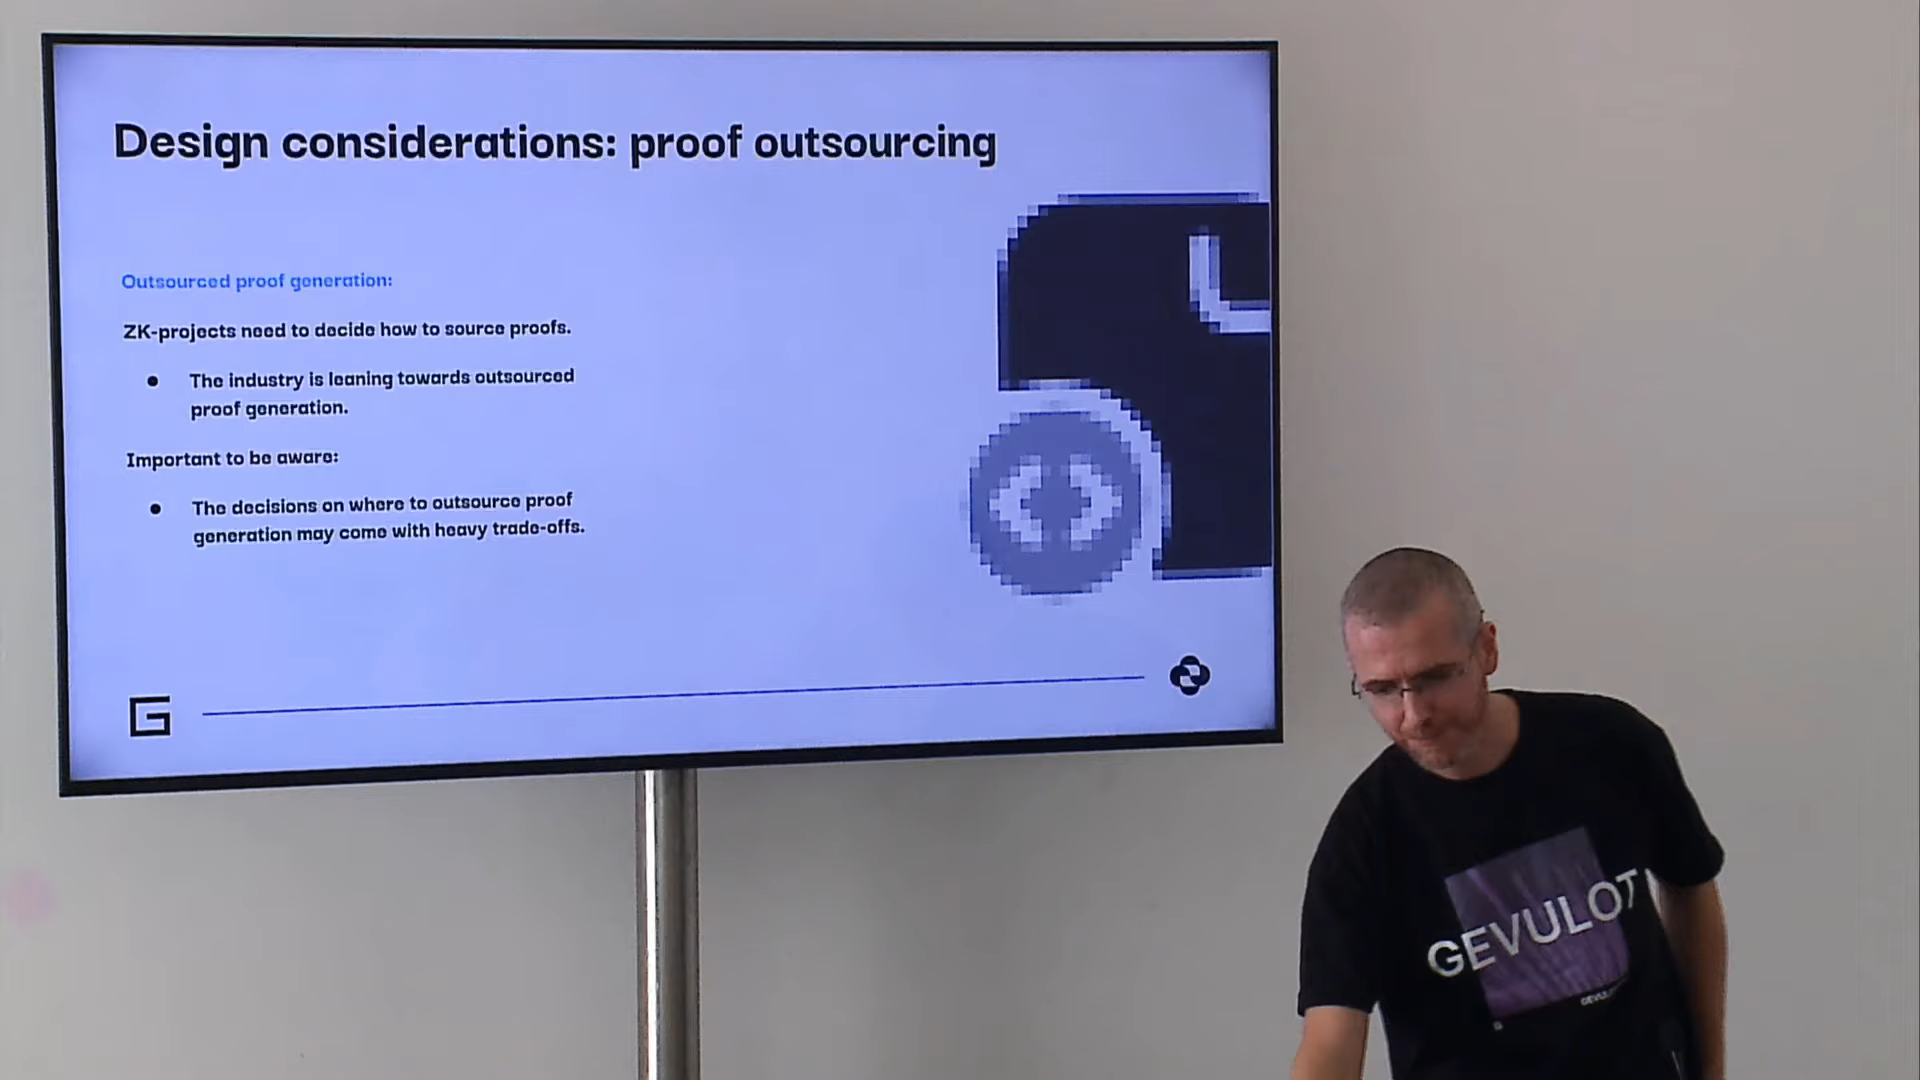 Design considerations: proof outsourcing
Outsourced proof generation:
ZK-projects need to decide how to source proofs.
The industry is leaning towards outsourced
proof generation.
Important to be aware:
The decisions on where to outsource proof
generation may come with heavy trade-offs.
G
GEVULOT